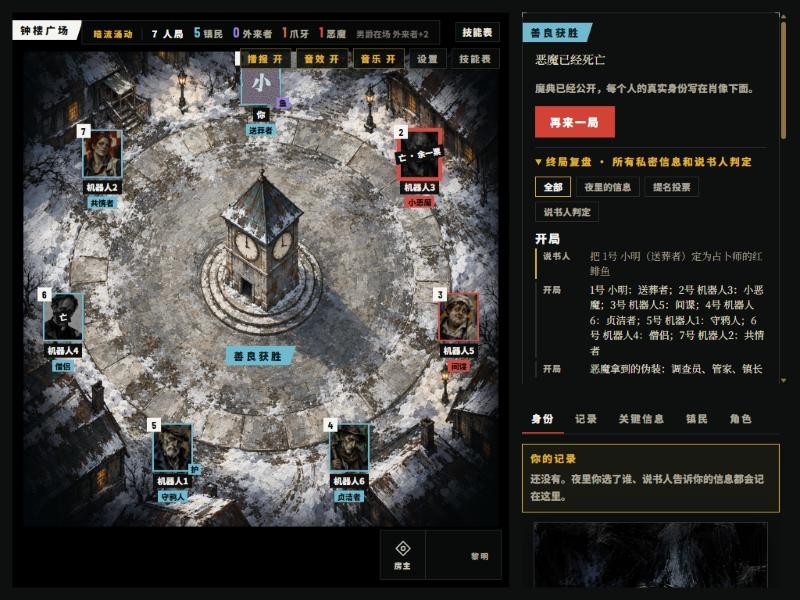 钟楼广场
暗流涌动 7 人局 5 镇民 0 外来者 1 爪牙 1 恶魔 男爵在场 外来者+2
技能表
播报 开 音效 开 音乐 开 设置 技能表
小
鱼
你
送葬者
7
机器人2
共情者
2
亡·余一票
机器人3
小恶魔
6
亡
机器人4
僧侣
3
机器人5
间谍
善良获胜
5
护
机器人1
守鸦人
4
机器人6
贞洁者
房主
黎明
善良获胜
恶魔已经死亡
魔典已经公开，每个人的真实身份写在肖像下面。
再来一局
▼ 终局复盘 · 所有私密信息和说书人判定
全部 夜里的信息 提名投票
说书人判定
开局
说书人 把 1号 小明（送葬者）定为占卜师的红
鲱鱼
开局 1号 小明：送葬者；2号 机器人3：小恶
魔；3号 机器人5：间谍；4号 机器人
6：贞洁者；5号 机器人1：守鸦人；6
号 机器人4：僧侣；7号 机器人2：共情
者
开局 恶魔拿到的伪装：调查员、管家、镇长
身份 记录 关键信息 镇民 角色
你的记录
还没有。夜里你选了谁、说书人告诉你的信息都会记
在这里。